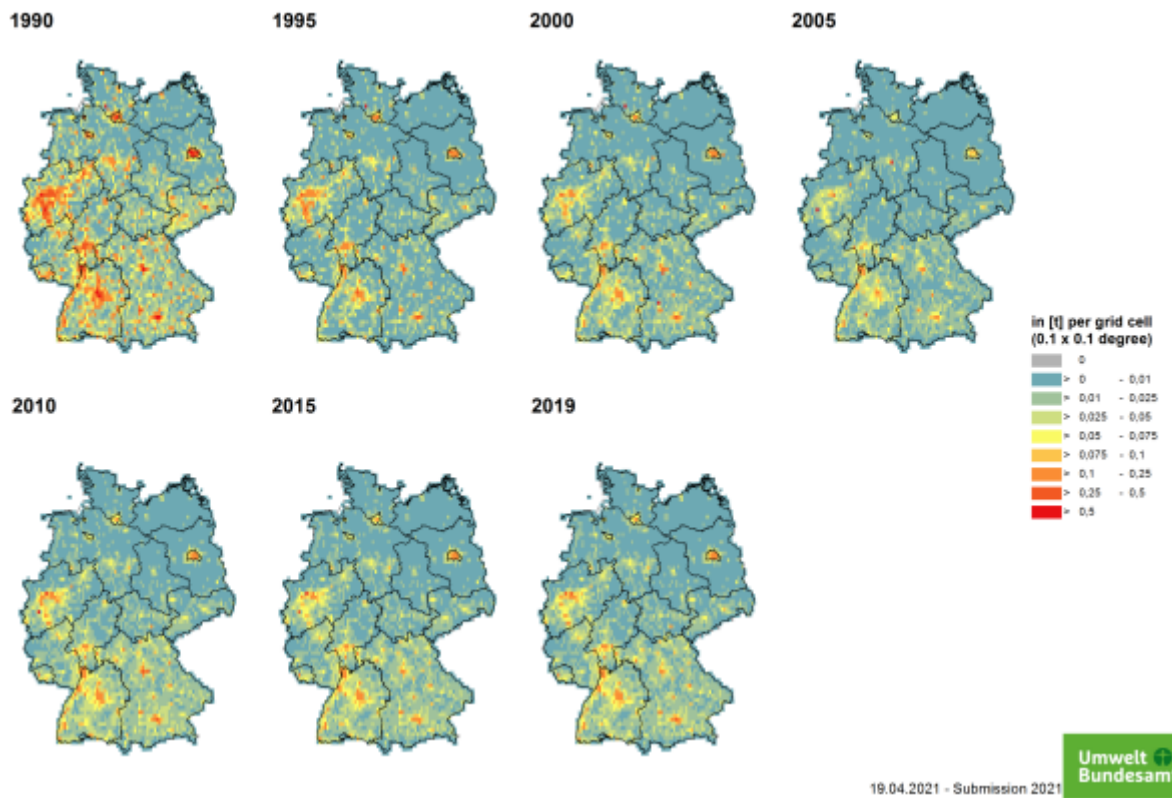 1990
1995
2000
2005
in [t] per grid cell
(0.1 x 0.1 degree)
0
> 0 - 0,01
> 0,01 - 0,025
> 0,025 - 0,05
> 0,05 - 0,075
> 0,075 - 0,1
> 0,1 - 0,25
> 0,25 - 0,5
> 0,5
2010
2015
2019
19.04.2021 - Submission 2021
Umwelt
Bundesam